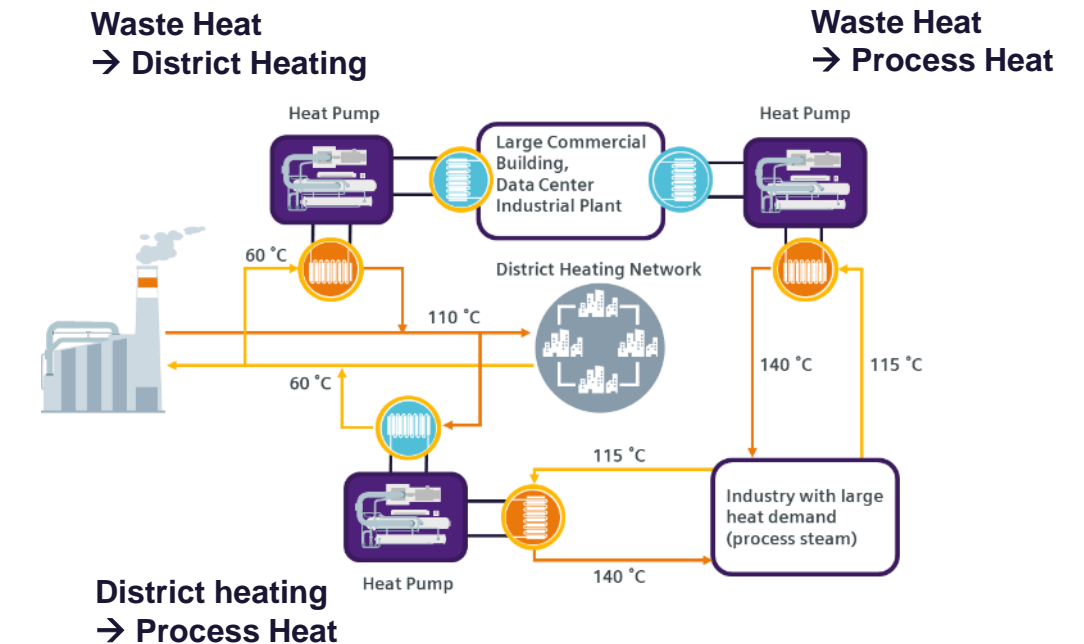 Waste Heat
→ District Heating
Waste Heat
→ Process Heat
Heat Pump
Heat Pump
Large Commercial
Building,
Data Center
Industrial Plant
60 °C
District Heating Network
110 °C
60 °C
140 °C
115 °C
115 °C
Industry with large
heat demand
(process steam)
140 °C
Heat Pump
District heating
→ Process Heat